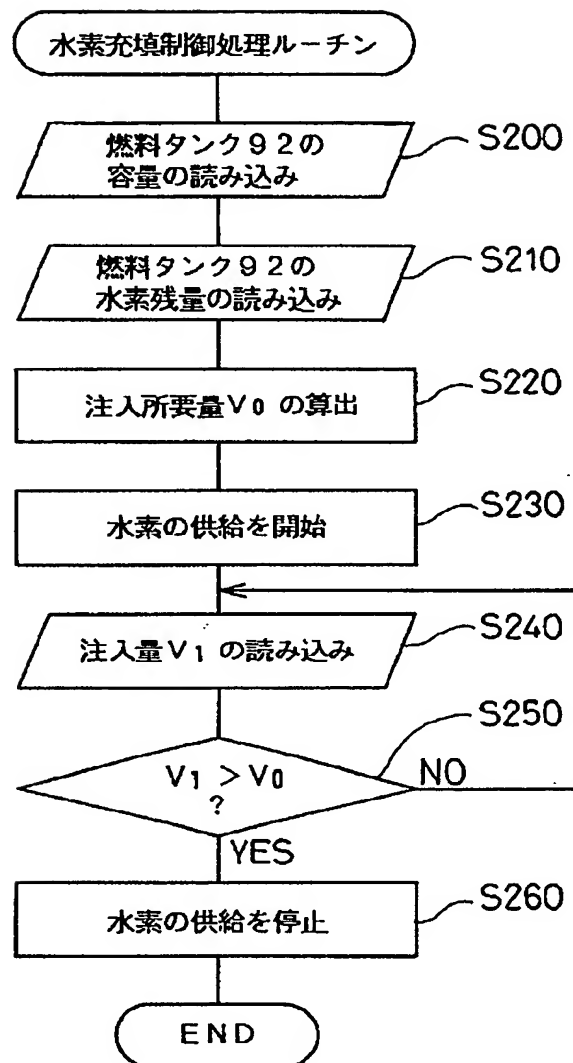 水素充填制御処理ルーチン
燃料タンク92の
容量の読み込み
S200
燃料タンク92の
水素残量の読み込み
S210
注入所要量V0 の算出
S220
水素の供給を開始
S230
注入量V1 の読み込み
S240
V1 > V0
?
S250
NO
YES
水素の供給を停止
S260
END